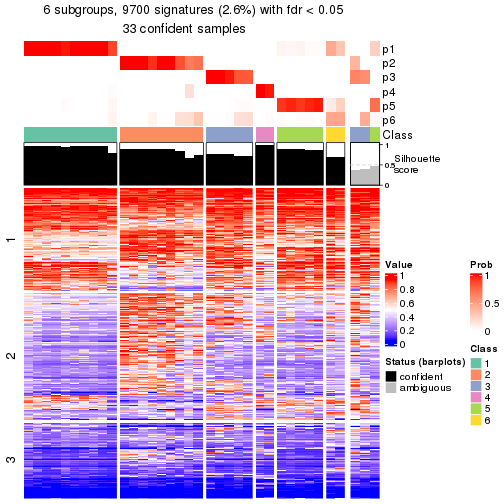 6 subgroups, 9700 signatures (2.6%) with fdr < 0.05
33 confident samples
p1
p2
p3
p4
p5
p6
Class
1
0.5
0
Silhouette
score
1
2
3
Value
1
0.8
0.6
0.4
0.2
0
Prob
1
0.5
0
Status (barplots)
confident
ambiguous
Class
1
2
3
4
5
6